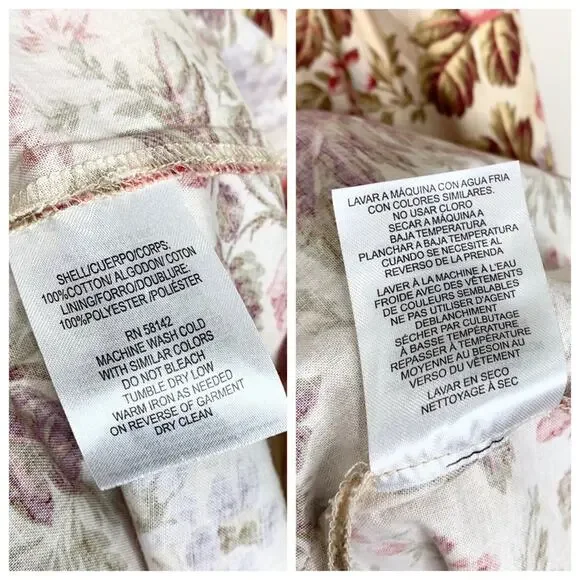 SHELL/CUERPO/CORPS:
100%COTTON/ ALGODON/ COTON
LINING/FORRO/DOUBLURE:
100%POLYESTER /POLIÉSTER
RN 58142
MACHINE WASH COLD
WITH SIMILAR COLORS
DO NOT BLEACH
TUMBLE DRY LOW
WARM IRON AS NEEDED
ON REVERSE OF GARMENT
DRY CLEAN
LAVAR A MÁQUINA CON AGUA FRIA
CON COLORES SIMILARES.
NO USAR CLORO
SECAR A MÁQUINA A
BAJA TEMPERATURA
PLANCHAR A BAJA TEMPERATURA
CUANDO SE NECESITE AL
REVERSO DE LA PRENDA
LAVER À LA MACHINE À L'EAU
FROIDE AVEC DES VÊTEMENTS
DE COULEURS SEMBLABLES
NE PAS UTILISER D'AGENT
DEBLANCHIMENT
SÉCHER PAR CULBUTAGE
À BASSE TEMPÉRATURE
REPASSER À TEMPÉRATURE
MOYENNE AU BESOIN AU
VERSO DU VÊTEMENT
LAVAR EN SECO
NETTOYAGE À SEC